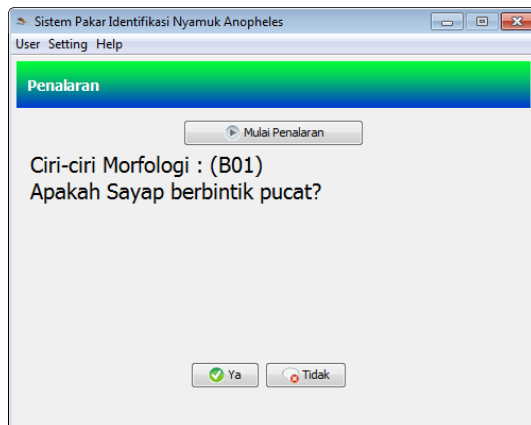 Sistem Pakar Identifikasi Nyamuk Anopheles
User Setting Help
Penalaran
Mulai Penalaran
Ciri-ciri Morfologi : (B01)
Apakah Sayap berbintik pucat?
Ya Tidak